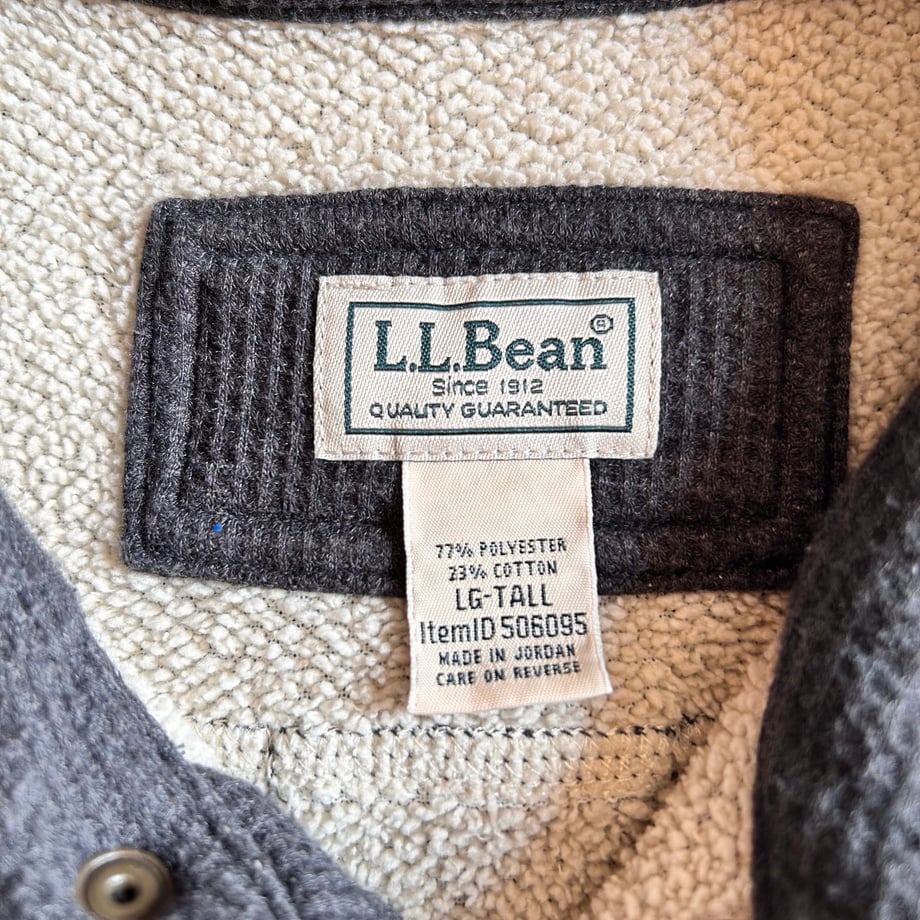 L.L.Bean®
Since 1912
QUALITY GUARANTEED
77% POLYESTER
23% COTTON
LG-TALL
ItemID 506095
MADE IN JORDAN
CARE ON REVERSE